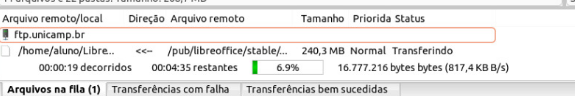 Arquivo remoto/local Direção Arquivo remoto Tamanho Priorida Status
ftp.unicamp.br
/home/aluno/Libre... <<-- /pub/libreoffice/stable/... 240,3 MB Normal Transferindo
00:00:19 decorridos 00:04:35 restantes 6.9% 16.777.216 bytes bytes (817,4 KB B/s)
Arquivos na fila (1) Transferências com falha Transferências bem sucedidas